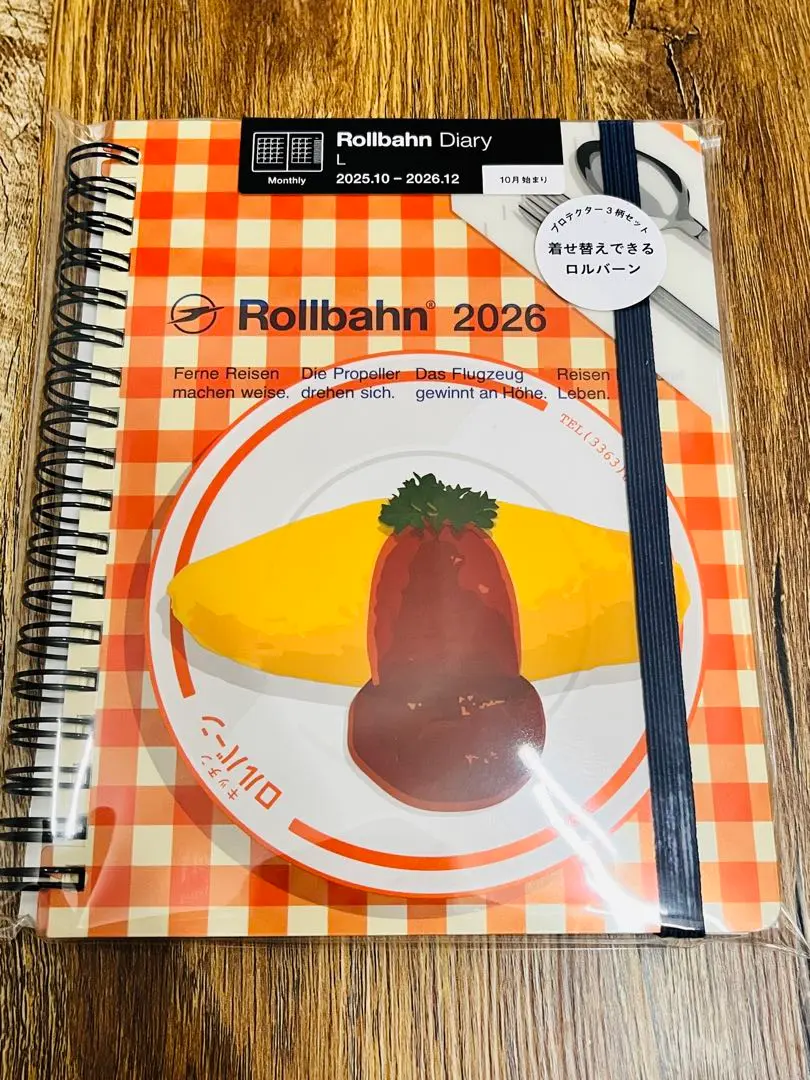 Rollbahn Diary
L
Monthly
2025.10 – 2026.12
10月始まり
プロテクター3柄セット
着せ替えできる
ロルバーン
Rollbahn® 2026
Ferne Reisen Die Propeller Das Flugzeug Reisen
machen weise. drehen sich. gewinnt an Höhe. Leben.
TEL(3363)
キッチン
ロルバーン